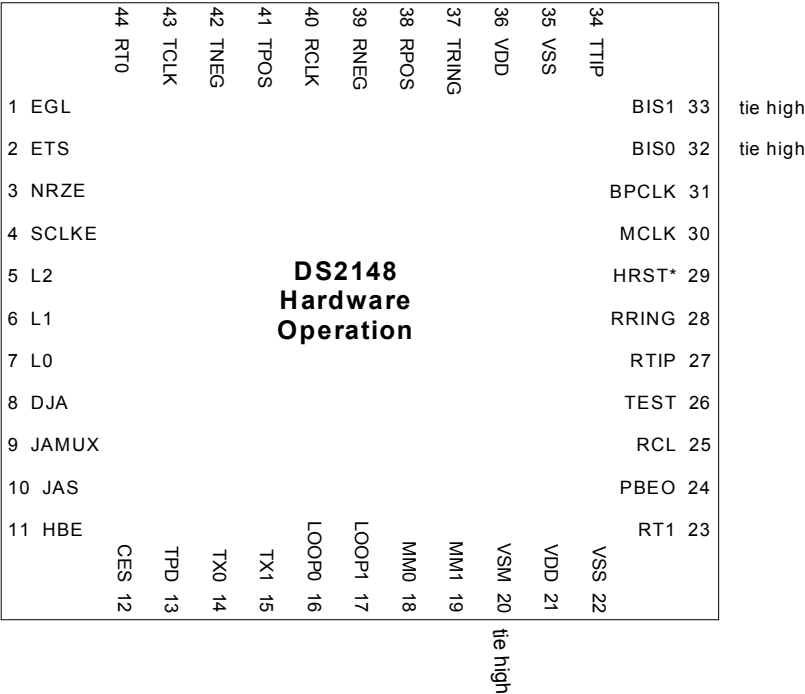 44 RT0
43 TCLK
42 TNEG
41 TPOS
40 RCLK
39 RNEG
38 RPOS
37 TRING
36 VDD
35 VSS
34 TTIP
1 EGL
2 ETS
3 NRZE
4 SCLKE
5 L2
6 L1
7 L0
8 DJA
9 JAMUX
10 JAS
11 HBE
DS2148
Hardware
Operation
BIS1 33 tie high
BIS0 32 tie high
BPCLK 31
MCLK 30
HRST* 29
RRING 28
RTIP 27
TEST 26
RCL 25
PBEO 24
RT1 23
CES 12
TPD 13
TX0 14
TX1 15
LOOP0 16
LOOP1 17
MM0 18
MM1 19
VSM 20 tie high
VDD 21
VSS 22